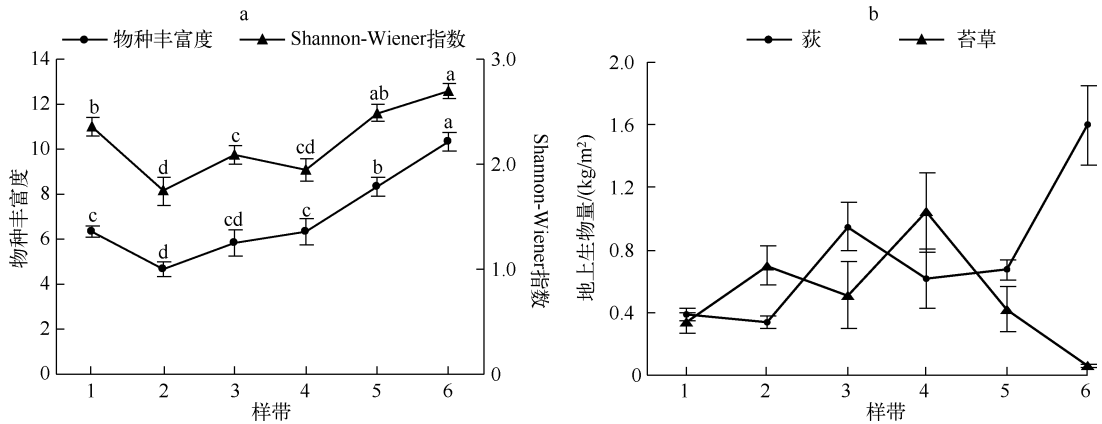 a
物种丰富度 Shannon-Wiener指数
14
12
10
8
6
4
2
0
物种丰富度
3.0
2.0
1.0
0
Shannon-Wiener指数
b d c cd ab a
c d cd c b a
1 2 3 4 5 6
样带
b
荻 苔草
2.0
1.6
1.2
0.8
0.4
0
地上生物量/(kg/m²)
1 2 3 4 5 6
样带